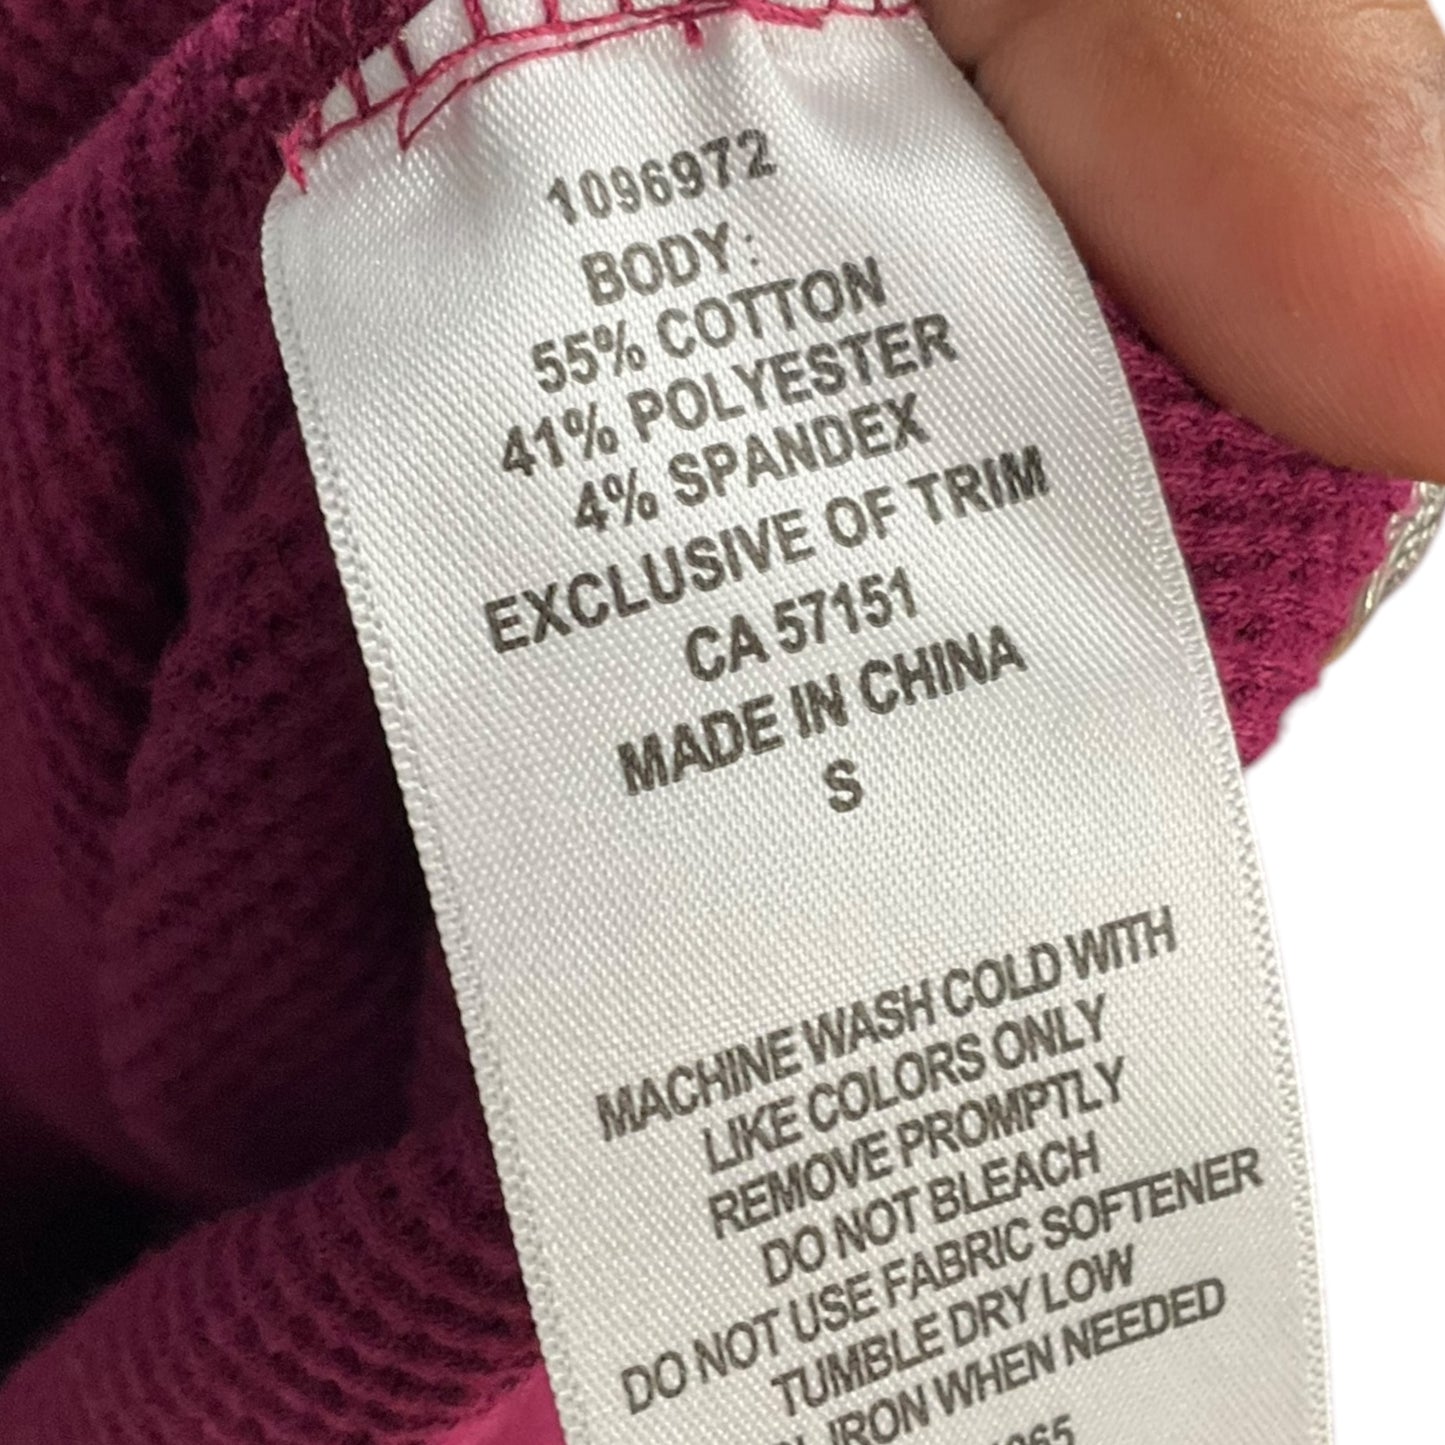 1096972
BODY:
55% COTTON
41% POLYESTER
4% SPANDEX
EXCLUSIVE OF TRIM
CA 57151
MADE IN CHINA
S
MACHINE WASH COLD WITH
LIKE COLORS ONLY
REMOVE PROMPTLY
DO NOT BLEACH
DO NOT USE FABRIC SOFTENER
TUMBLE DRY LOW
IRON WHEN NEEDED